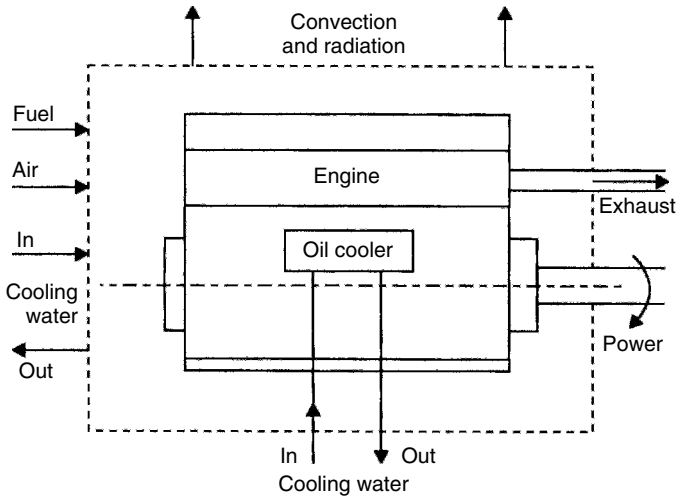 Convection
and radiation
Fuel
Air
Engine
Exhaust
In
Oil cooler
Cooling
water
Power
Out
In
Out
Cooling water